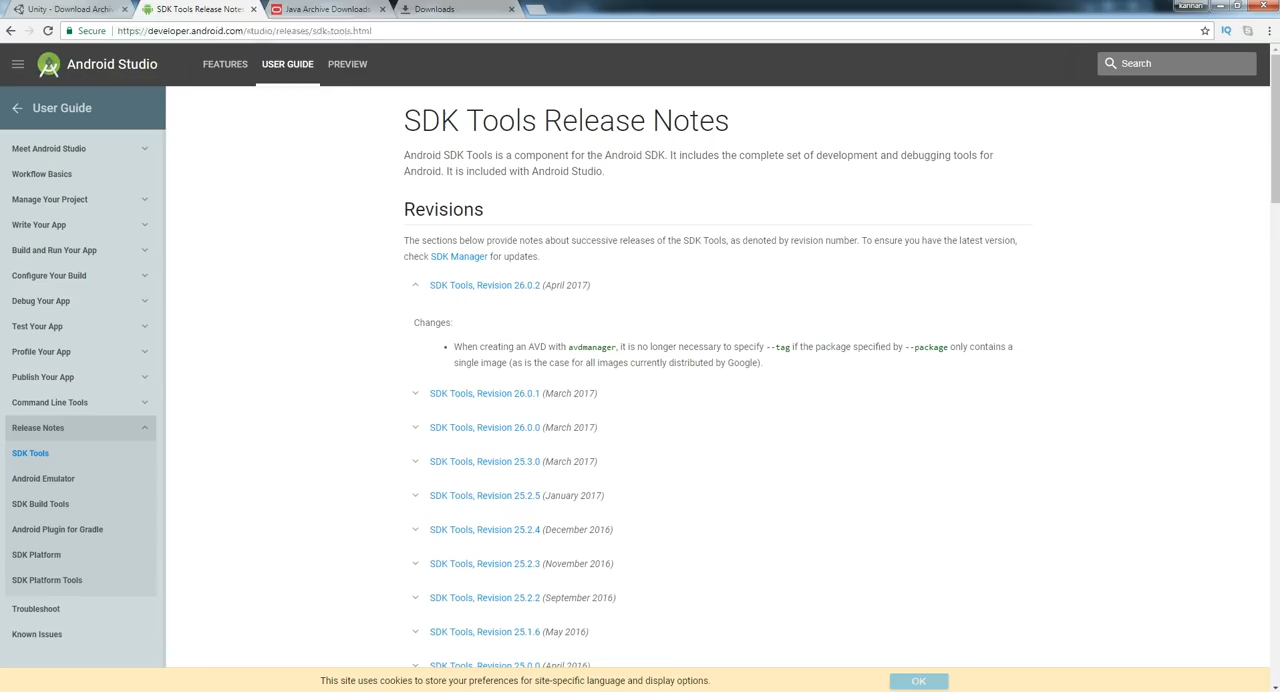 Unity - Download Archiv
SDK Tools Release Note
Java Archive Downloads
Downloads
kannan
Secure
https://developer.android.com/studio/releases/sdk-tools.html
IQ
Android Studio
FEATURES
USER GUIDE
PREVIEW
Search
User Guide
Meet Android Studio
Workflow Basics
Manage Your Project
Write Your App
Build and Run Your App
Configure Your Build
Debug Your App
Test Your App
Profile Your App
Publish Your App
Command Line Tools
Release Notes
SDK Tools
Android Emulator
SDK Build Tools
Android Plugin for Gradle
SDK Platform
SDK Platform Tools
Troubleshoot
Known Issues
SDK Tools Release Notes
Android SDK Tools is a component for the Android SDK. It includes the complete set of development and debugging tools for
Android. It is included with Android Studio.
Revisions
The sections below provide notes about successive releases of the SDK Tools, as denoted by revision number. To ensure you have the latest version,
check SDK Manager for updates.
SDK Tools, Revision 26.0.2 (April 2017)
Changes:
• When creating an AVD with avdmanager, it is no longer necessary to specify --tag if the package specified by --package only contains a
single image (as is the case for all images currently distributed by Google).
SDK Tools, Revision 26.0.1 (March 2017)
SDK Tools, Revision 26.0.0 (March 2017)
SDK Tools, Revision 25.3.0 (March 2017)
SDK Tools, Revision 25.2.5 (January 2017)
SDK Tools, Revision 25.2.4 (December 2016)
SDK Tools, Revision 25.2.3 (November 2016)
SDK Tools, Revision 25.2.2 (September 2016)
SDK Tools, Revision 25.1.6 (May 2016)
SDK Tools, Revision 25.0.0 (April 2016)
This site uses cookies to store your preferences for site-specific language and display options.
OK